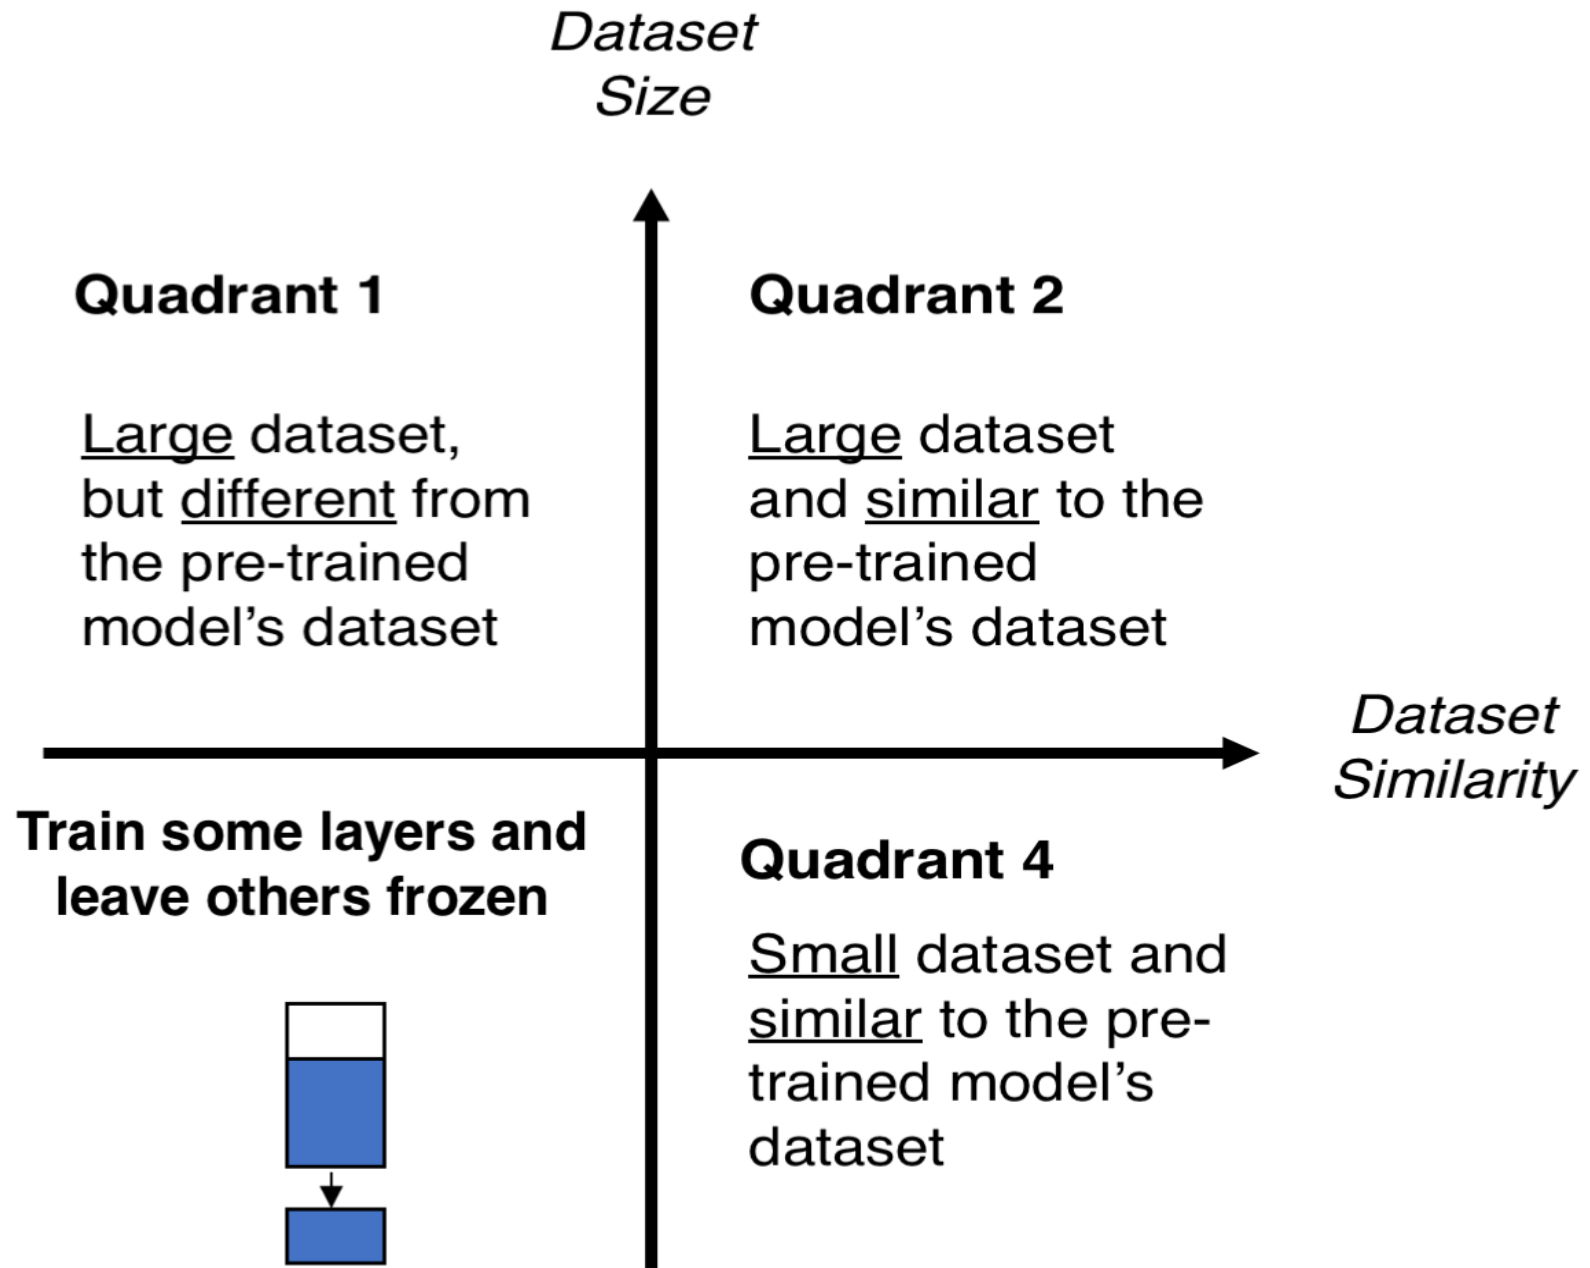 Dataset
Size
Quadrant 1
Large dataset,
but different from
the pre-trained
model’s dataset
Quadrant 2
Large dataset
and similar to the
pre-trained
model’s dataset
Dataset
Similarity
Train some layers and
leave others frozen
Quadrant 4
Small dataset and
similar to the pre-
trained model’s
dataset